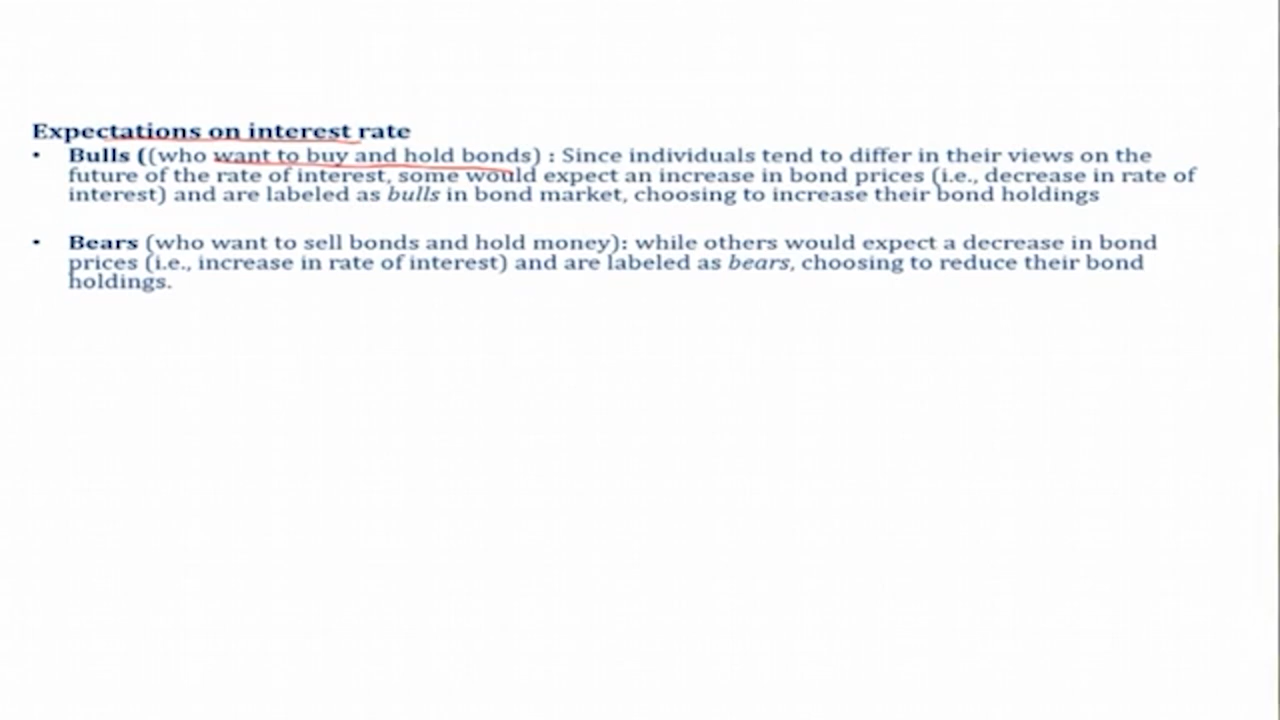 Expectations on interest rate
• Bulls ((who want to buy and hold bonds) : Since individuals tend to differ in their views on the
future of the rate of interest, some would expect an increase in bond prices (i.e., decrease in rate of
interest) and are labeled as bulls in bond market, choosing to increase their bond holdings
• Bears (who want to sell bonds and hold money): while others would expect a decrease in bond
prices (i.e., increase in rate of interest) and are labeled as bears, choosing to reduce their bond
holdings.